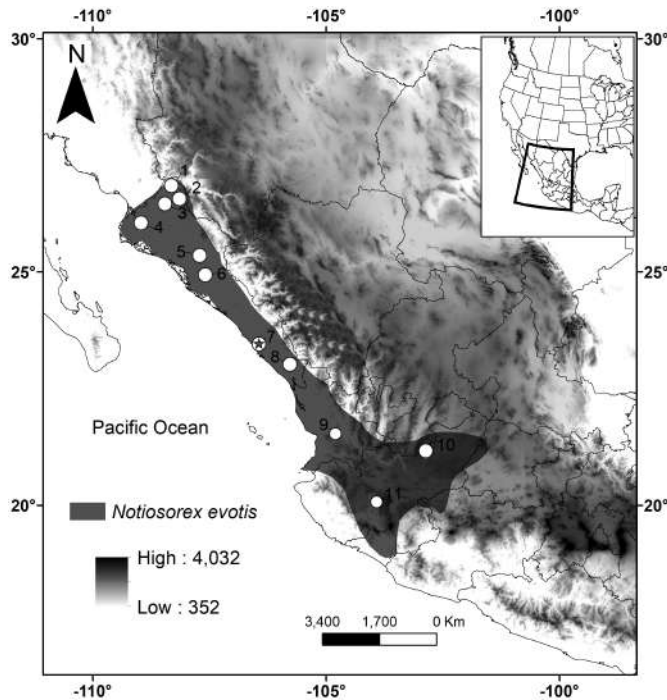 -110° -105° -100°
30° 30°
N
1
2
3
4
5
6
25° 25°
7
8
9
10
Pacific Ocean
11
20° 20°
Notiosorex evotis
High : 4,032
Low : 352
3,400 1,700 0 Km
-110° -105° -100°